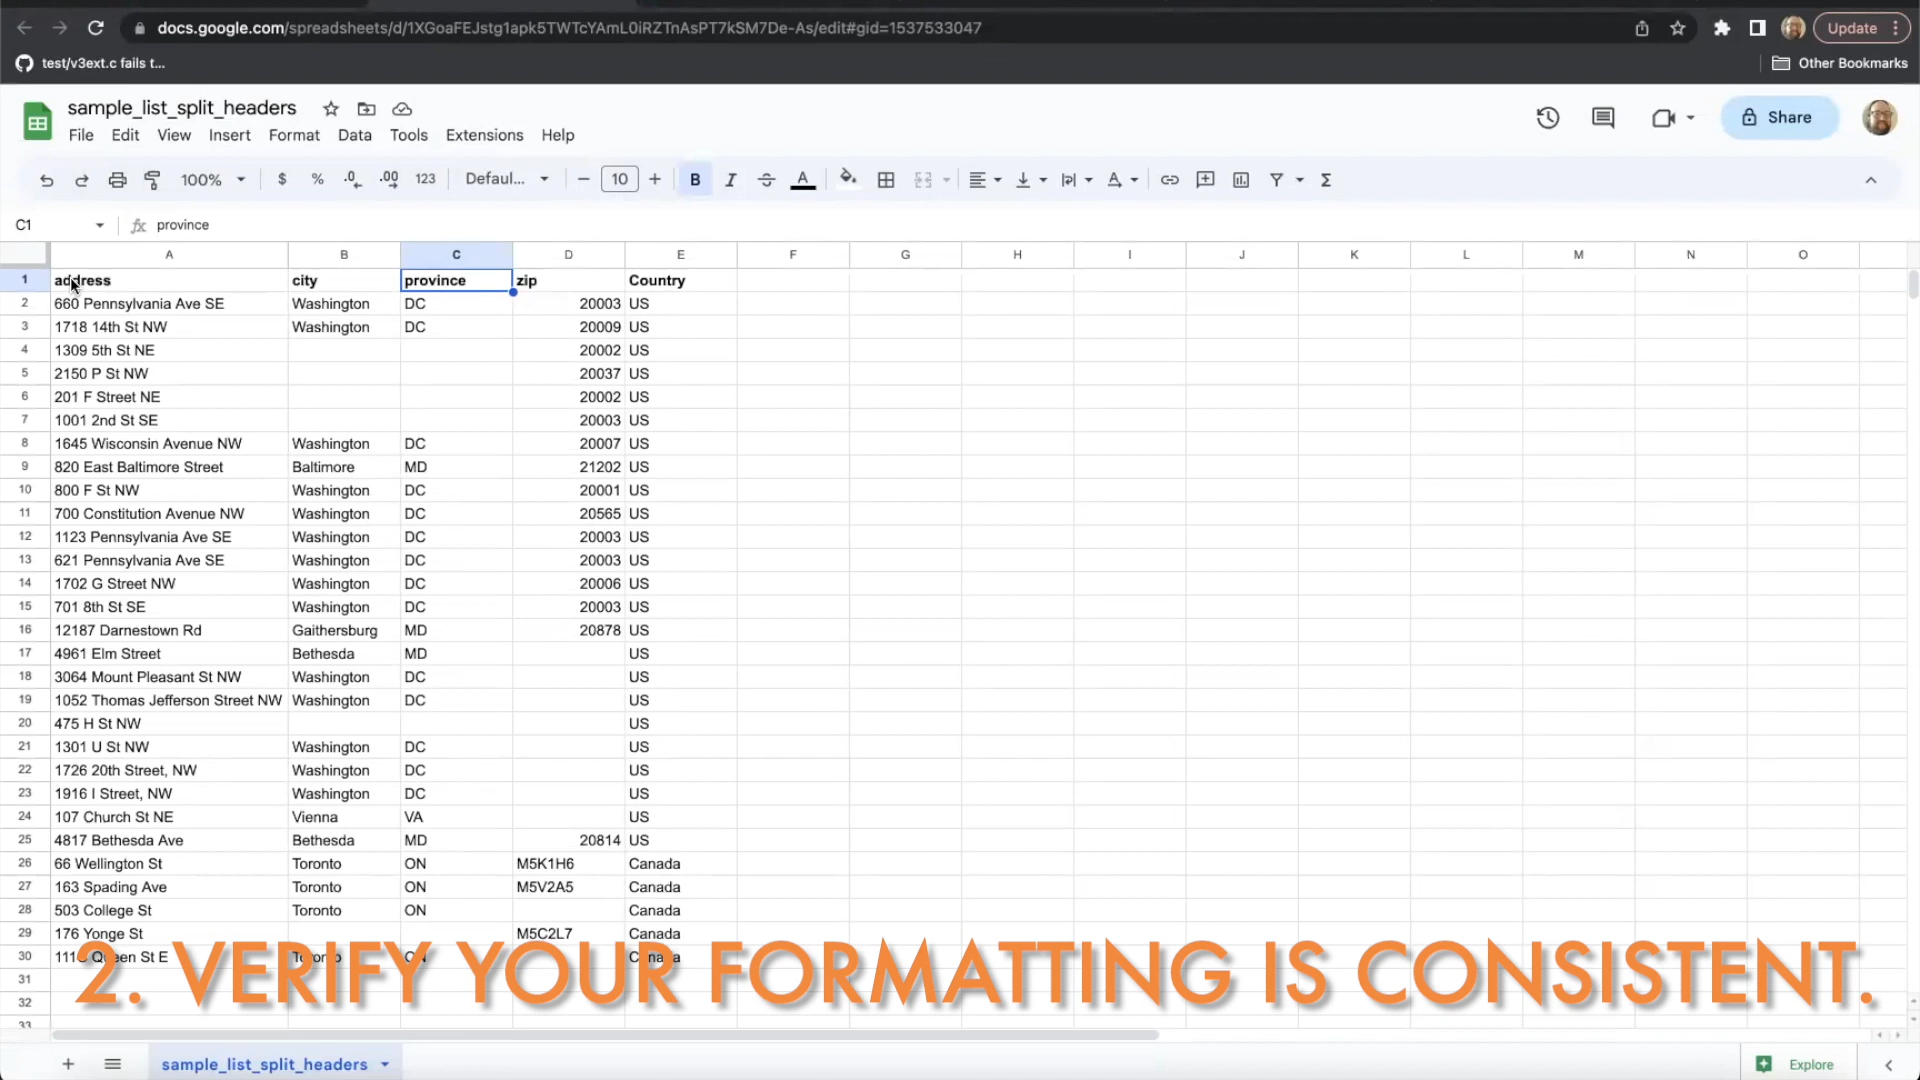 docs.google.com/spreadsheets/d/1XGoaFEJstg1apk5TWTcYAmL0iRZTnAsPT7kSM7De-As/edit#gid=1537533047
Update
test/v3ext.c fails t...
Other Bookmarks
sample_list_split_headers
File Edit View Insert Format Data Tools Extensions Help
Share
100% $ % .0 .00 123 Defaul... 10 B I A Σ
C1 fx province
A B C D E F G H I J K L M N O
1 address city province zip Country
2 660 Pennsylvania Ave SE Washington DC 20003 US
3 1718 14th St NW Washington DC 20009 US
4 1309 5th St NE 20002 US
5 2150 P St NW 20037 US
6 201 F Street NE 20002 US
7 1001 2nd St SE 20003 US
8 1645 Wisconsin Avenue NW Washington DC 20007 US
9 820 East Baltimore Street Baltimore MD 21202 US
10 800 F St NW Washington DC 20001 US
11 700 Constitution Avenue NW Washington DC 20565 US
12 1123 Pennsylvania Ave SE Washington DC 20003 US
13 621 Pennsylvania Ave SE Washington DC 20003 US
14 1702 G Street NW Washington DC 20006 US
15 701 8th St SE Washington DC 20003 US
16 12187 Darnestown Rd Gaithersburg MD 20878 US
17 4961 Elm Street Bethesda MD US
18 3064 Mount Pleasant St NW Washington DC US
19 1052 Thomas Jefferson Street NW Washington DC US
20 475 H St NW US
21 1301 U St NW Washington DC US
22 1726 20th Street, NW Washington DC US
23 1916 I Street, NW Washington DC US
24 107 Church St NE Vienna VA US
25 4817 Bethesda Ave Bethesda MD 20814 US
26 66 Wellington St Toronto ON M5K1H6 Canada
27 163 Spading Ave Toronto ON M5V2A5 Canada
28 503 College St Toronto ON Canada
29 176 Yonge St M5C2L7 Canada
30 Queen St E Toronto ON Canada
2. VERIFY YOUR FORMATTING IS CONSISTENT.
31
32
33
sample_list_split_headers
Explore